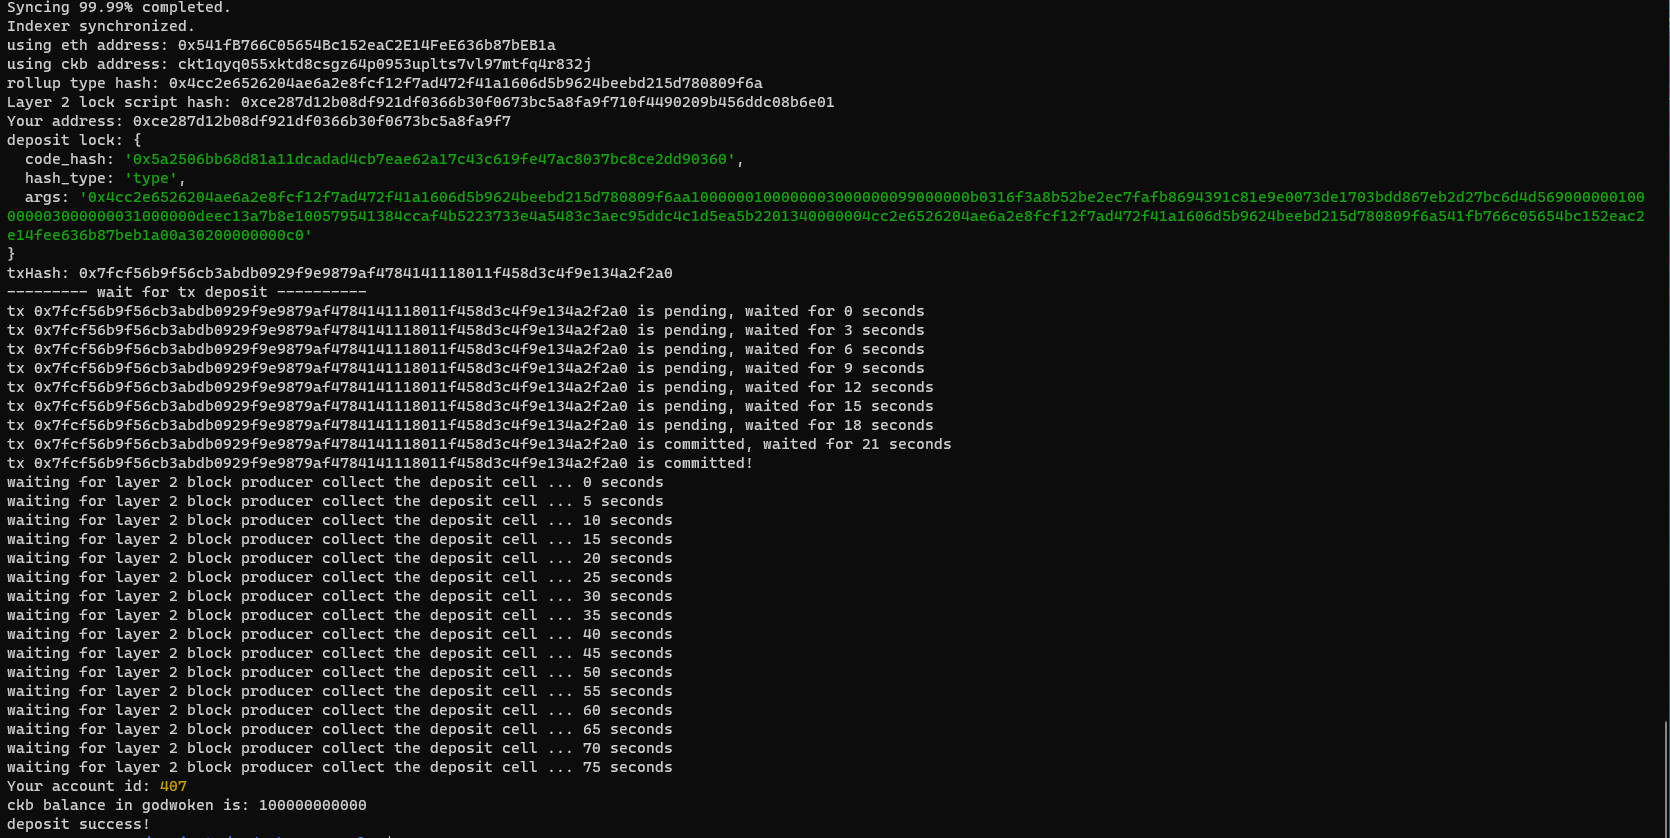 Syncing 99.99% completed.
Indexer synchronized.
using eth address: 0x541fB766C05654Bc152eaC2E14FeE636b87bEB1a
using ckb address: ckt1qyq055xktd8csgz64p0953uplts7vl97mtfq4r832j
rollup type hash: 0x4cc2e6526204ae6a2e8fcf12f7ad472f41a1606d5b9624beebd215d780809f6a
Layer 2 lock script hash: 0xce287d12b08df921df0366b30f0673bc5a8fa9f710f4490209b456ddc08b6e01
Your address: 0xce287d12b08df921df0366b30f0673bc5a8fa9f7
deposit lock: {
  code_hash: '0x5a2506bb68d81a11dcadad4cb7eae62a17c43c619fe47ac8037bc8ce2dd90360',
  hash_type: 'type',
  args: '0x4cc2e6526204ae6a2e8fcf12f7ad472f41a1606d5b9624beebd215d780809f6aa10000001000000030000000099000000b0316f3a8b52be2ec7fafb8694391c81e9e0073de1703bdd867eb2d27bc6d4d569000000100
0000003000000031000000deec13a7b8e100579541384ccaf4b5223733e4a5483c3aec95ddc4c1d5ea5b2201340000004cc2e6526204ae6a2e8fcf12f7ad472f41a1606d5b9624beebd215d780809f6a541fb766c05654bc152eac2
e14fee636b87beb1a00a30200000000c0'
}
txHash: 0x7fcf56b9f56cb3abdb0929f9e9879af4784141118011f458d3c4f9e134a2f2a0
--------- wait for tx deposit ----------
tx 0x7fcf56b9f56cb3abdb0929f9e9879af4784141118011f458d3c4f9e134a2f2a0 is pending, waited for 0 seconds
tx 0x7fcf56b9f56cb3abdb0929f9e9879af4784141118011f458d3c4f9e134a2f2a0 is pending, waited for 3 seconds
tx 0x7fcf56b9f56cb3abdb0929f9e9879af4784141118011f458d3c4f9e134a2f2a0 is pending, waited for 6 seconds
tx 0x7fcf56b9f56cb3abdb0929f9e9879af4784141118011f458d3c4f9e134a2f2a0 is pending, waited for 9 seconds
tx 0x7fcf56b9f56cb3abdb0929f9e9879af4784141118011f458d3c4f9e134a2f2a0 is pending, waited for 12 seconds
tx 0x7fcf56b9f56cb3abdb0929f9e9879af4784141118011f458d3c4f9e134a2f2a0 is pending, waited for 15 seconds
tx 0x7fcf56b9f56cb3abdb0929f9e9879af4784141118011f458d3c4f9e134a2f2a0 is pending, waited for 18 seconds
tx 0x7fcf56b9f56cb3abdb0929f9e9879af4784141118011f458d3c4f9e134a2f2a0 is committed, waited for 21 seconds
tx 0x7fcf56b9f56cb3abdb0929f9e9879af4784141118011f458d3c4f9e134a2f2a0 is committed!
waiting for layer 2 block producer collect the deposit cell ... 0 seconds
waiting for layer 2 block producer collect the deposit cell ... 5 seconds
waiting for layer 2 block producer collect the deposit cell ... 10 seconds
waiting for layer 2 block producer collect the deposit cell ... 15 seconds
waiting for layer 2 block producer collect the deposit cell ... 20 seconds
waiting for layer 2 block producer collect the deposit cell ... 25 seconds
waiting for layer 2 block producer collect the deposit cell ... 30 seconds
waiting for layer 2 block producer collect the deposit cell ... 35 seconds
waiting for layer 2 block producer collect the deposit cell ... 40 seconds
waiting for layer 2 block producer collect the deposit cell ... 45 seconds
waiting for layer 2 block producer collect the deposit cell ... 50 seconds
waiting for layer 2 block producer collect the deposit cell ... 55 seconds
waiting for layer 2 block producer collect the deposit cell ... 60 seconds
waiting for layer 2 block producer collect the deposit cell ... 65 seconds
waiting for layer 2 block producer collect the deposit cell ... 70 seconds
waiting for layer 2 block producer collect the deposit cell ... 75 seconds
Your account id: 407
ckb balance in godwoken is: 100000000000
deposit success!